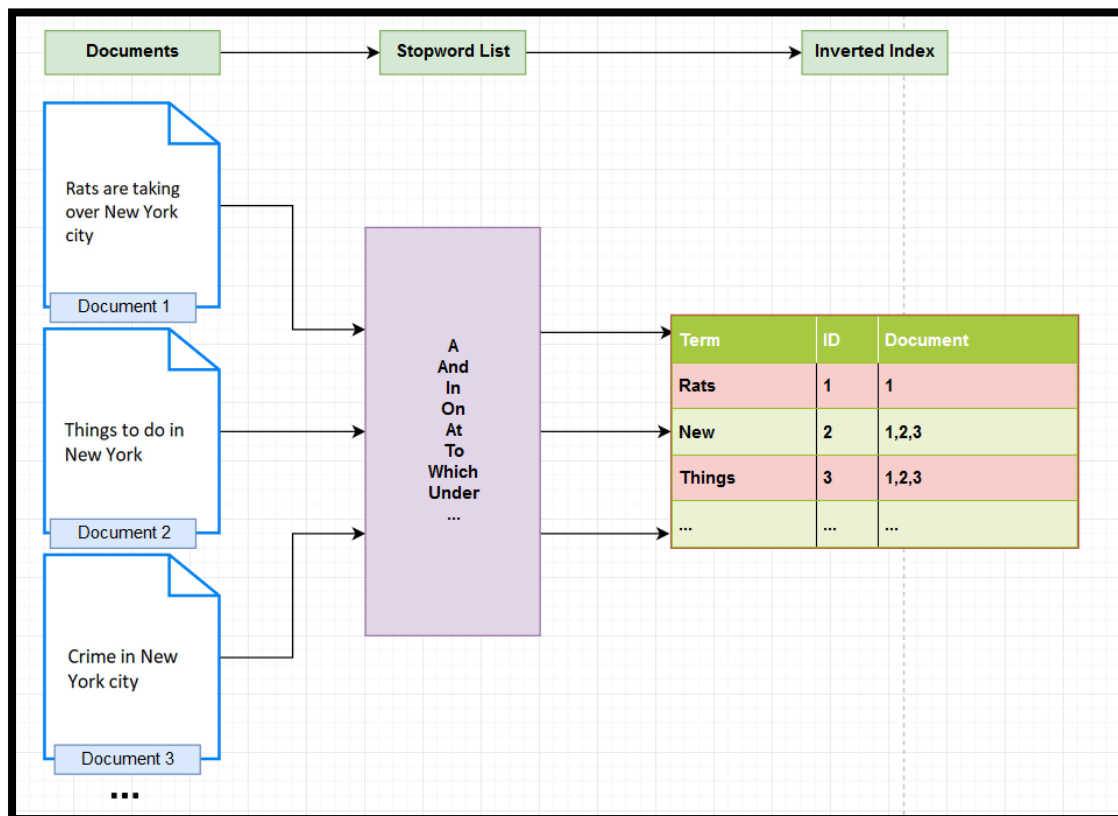 Documents
Stopword List
Inverted Index
Rats are taking
over New York
city
Document 1
Things to do in
New York
Document 2
Crime in New
York city
Document 3
...
A
And
In
On
At
To
Which
Under
...
Term ID Document
Rats 1 1
New 2 1,2,3
Things 3 1,2,3
... ... ...